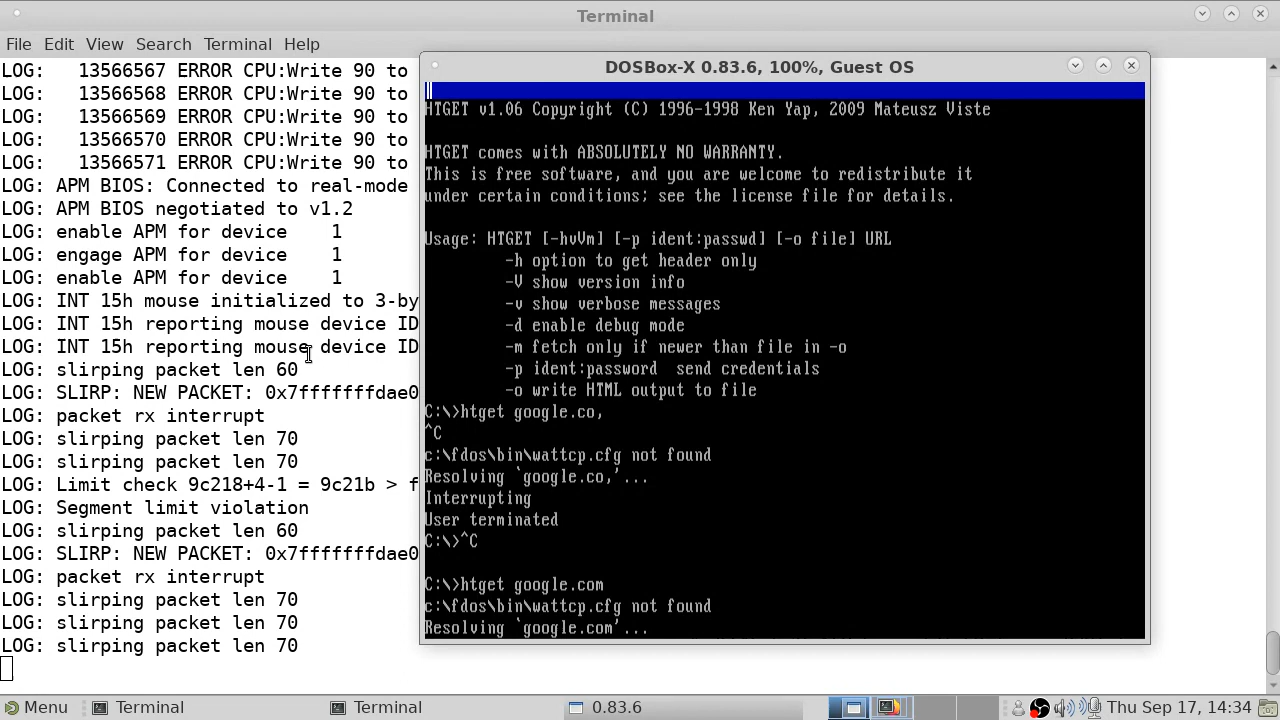 Terminal
File Edit View Search Terminal Help
LOG:   13566567 ERROR CPU:Write 90 to
LOG:   13566568 ERROR CPU:Write 90 to
LOG:   13566569 ERROR CPU:Write 90 to
LOG:   13566570 ERROR CPU:Write 90 to
LOG:   13566571 ERROR CPU:Write 90 to
LOG: APM BIOS: Connected to real-mode
LOG: APM BIOS negotiated to v1.2
LOG: enable APM for device    1
LOG: engage APM for device    1
LOG: enable APM for device    1
LOG: INT 15h mouse initialized to 3-by
LOG: INT 15h reporting mouse device ID
LOG: INT 15h reporting mouse device ID
LOG: slirping packet len 60
LOG: SLIRP: NEW PACKET: 0x7fffffffdae0
LOG: packet rx interrupt
LOG: slirping packet len 70
LOG: slirping packet len 70
LOG: Limit check 9c218+4-1 = 9c21b > f
LOG: Segment limit violation
LOG: slirping packet len 60
LOG: SLIRP: NEW PACKET: 0x7fffffffdae0
LOG: packet rx interrupt
LOG: slirping packet len 70
LOG: slirping packet len 70
LOG: slirping packet len 70
DOSBox-X 0.83.6, 100%, Guest OS
HTGET v1.06 Copyright (C) 1996-1998 Ken Yap, 2009 Mateusz Viste
HTGET comes with ABSOLUTELY NO WARRANTY.
This is free software, and you are welcome to redistribute it
under certain conditions; see the license file for details.
Usage: HTGET [-hvVm] [-p ident:passwd] [-o file] URL
-h option to get header only
-V show version info
-v show verbose messages
-d enable debug mode
-m fetch only if newer than file in -o
-p ident:password  send credentials
-o write HTML output to file
C:\>htget google.co,
^C
c:\fdos\bin\wattcp.cfg not found
Resolving `google.co,'...
Interrupting
User terminated
C:\>^C
C:\>htget google.com
c:\fdos\bin\wattcp.cfg not found
Resolving `google.com'...
Menu Terminal Terminal 0.83.6 Thu Sep 17, 14:34